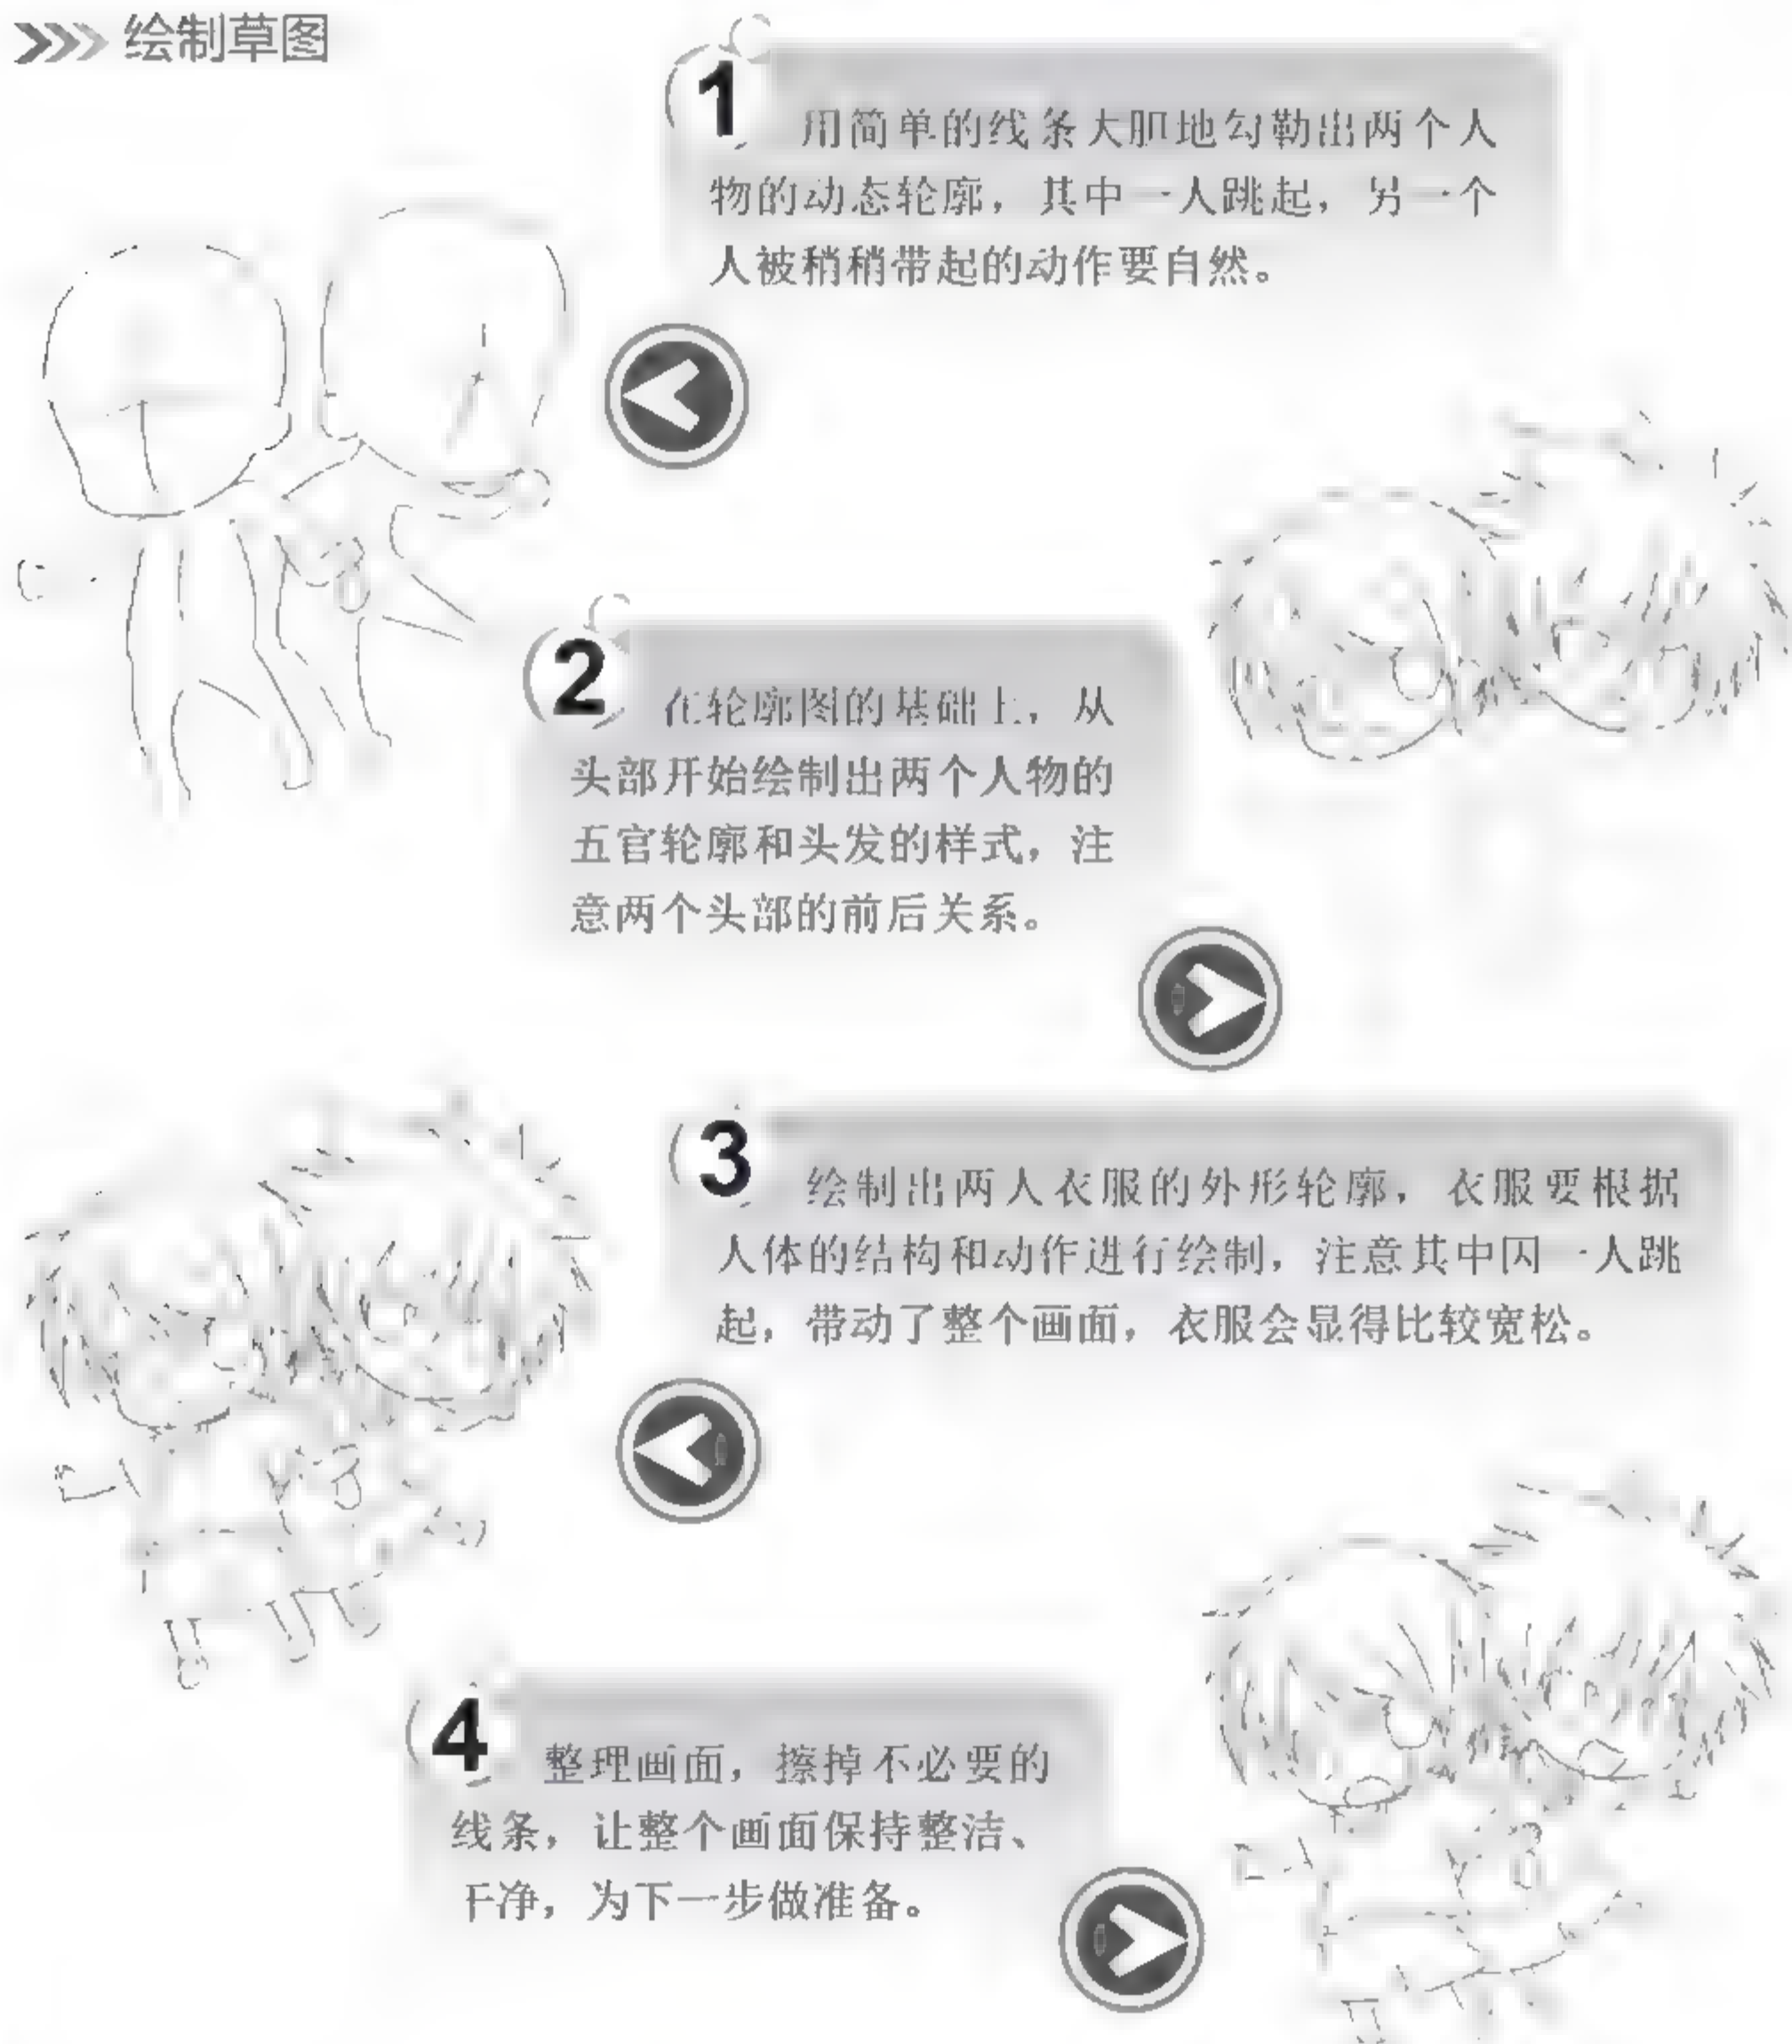 绘制草图
1
用简单的线条大胆地勾勒出两个人
物的动态轮廓，其中一人跳起，另一个
人被稍稍带起的动作要自然。
2
在轮廓图的基础上，从
头部开始绘制出两个人物的
五官轮廓和头发的样式，注
意两个头部的前后关系。
3
绘制出两人衣服的外形轮廓，衣服要根据
人体的结构和动作进行绘制，注意其中因一人跳
起，带动了整个画面，衣服会显得比较宽松。
4
整理画面，擦掉不必要的
线条，让整个画面保持整洁、
干净，为下一步做准备。